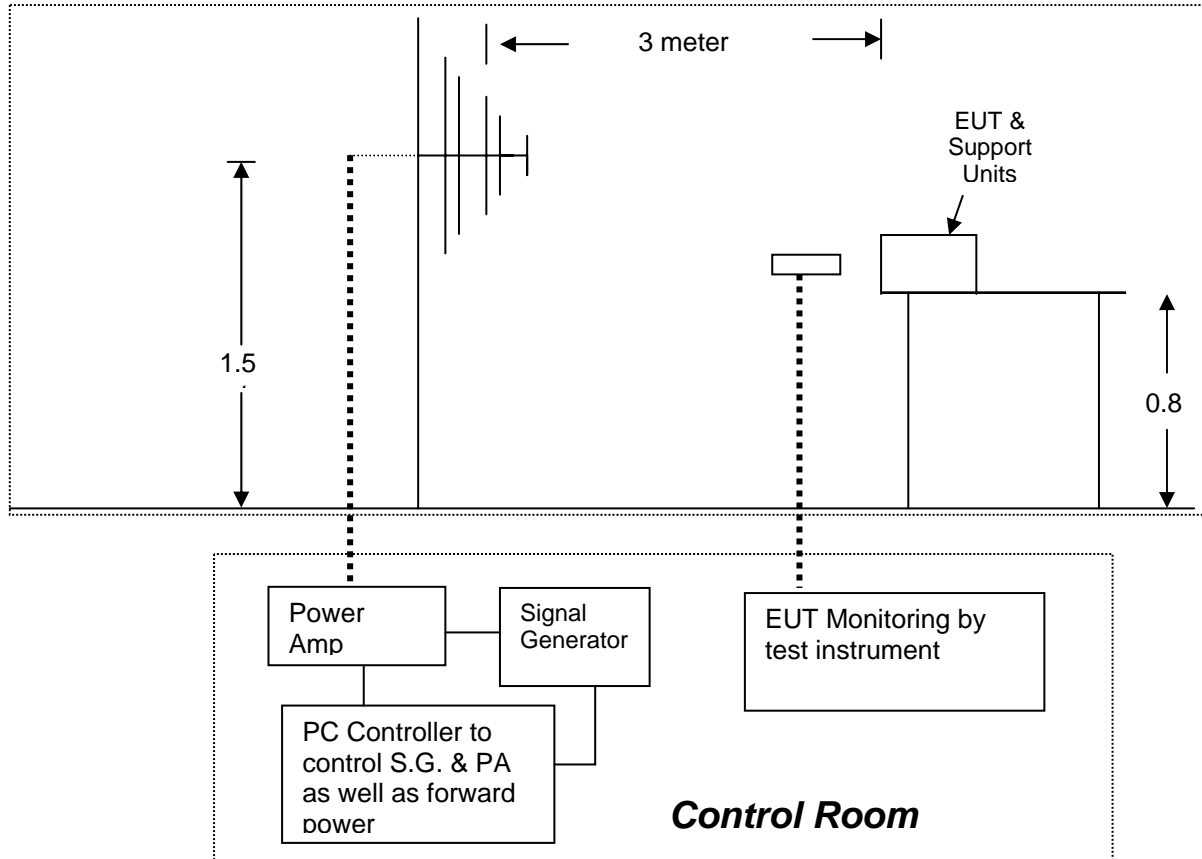 3 meter
EUT &
Support
Units
1.5
0.8
Power
Amp
Signal
Generator
EUT Monitoring by
test instrument
PC Controller to
control S.G. & PA
as well as forward
power
Control Room